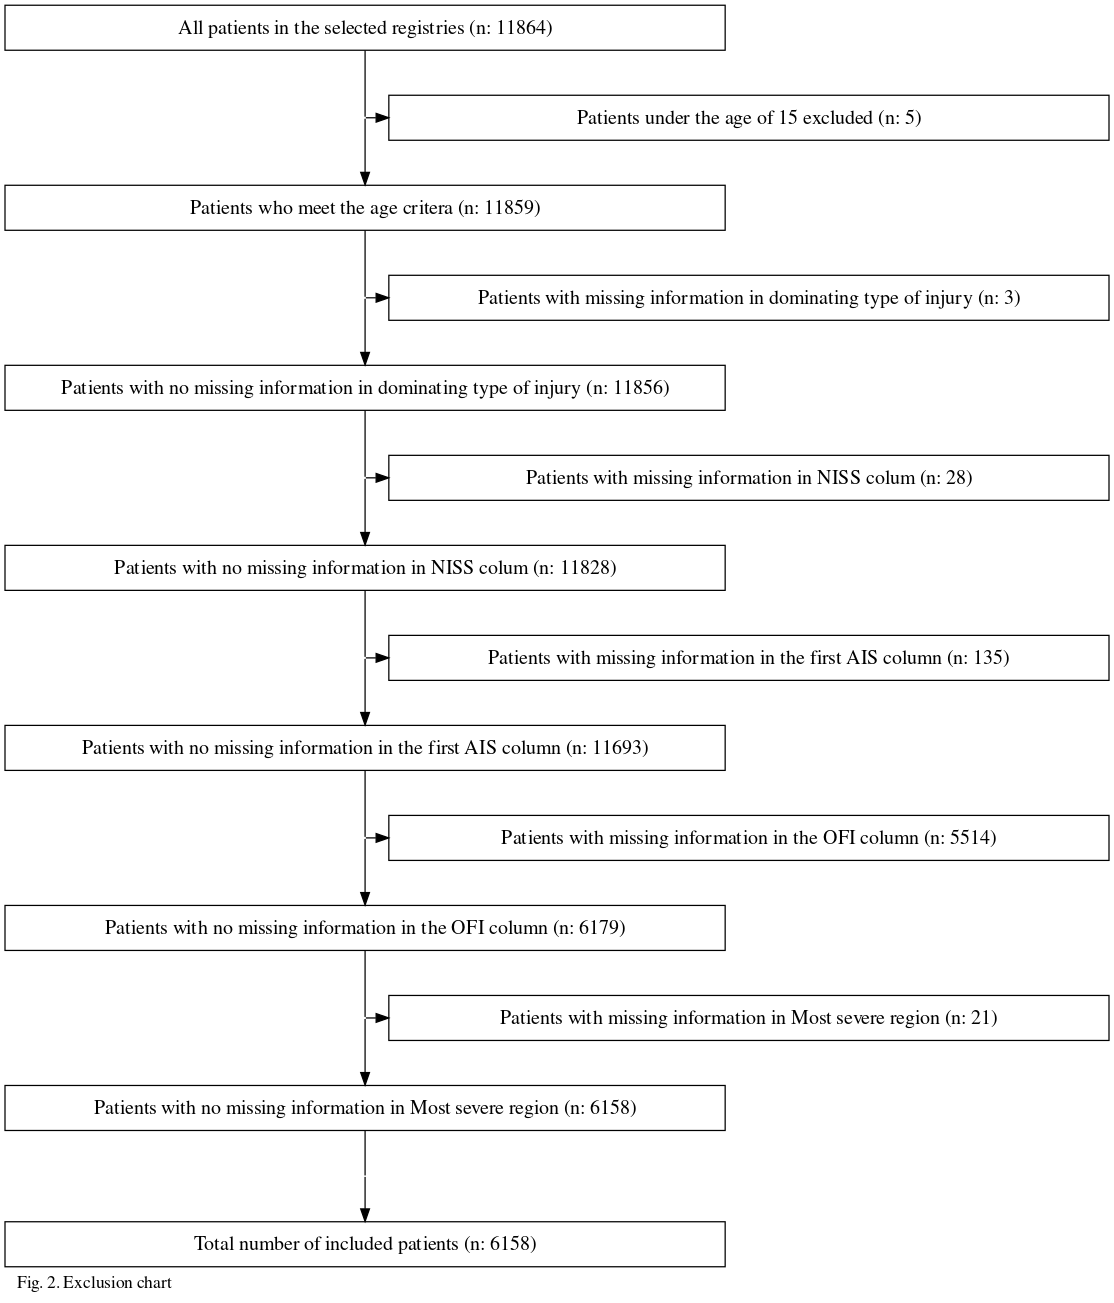 All patients in the selected registries (n: 11864)
Patients under the age of 15 excluded (n: 5)
Patients who meet the age critera (n: 11859)
Patients with missing information in dominating type of injury (n: 3)
Patients with no missing information in dominating type of injury (n: 11856)
Patients with missing information in NISS colum (n: 28)
Patients with no missing information in NISS colum (n: 11828)
Patients with missing information in the first AIS column (n: 135)
Patients with no missing information in the first AIS column (n: 11693)
Patients with missing information in the OFI column (n: 5514)
Patients with no missing information in the OFI column (n: 6179)
Patients with missing information in Most severe region (n: 21)
Patients with no missing information in Most severe region (n: 6158)
Total number of included patients (n: 6158)
Fig. 2. Exclusion chart